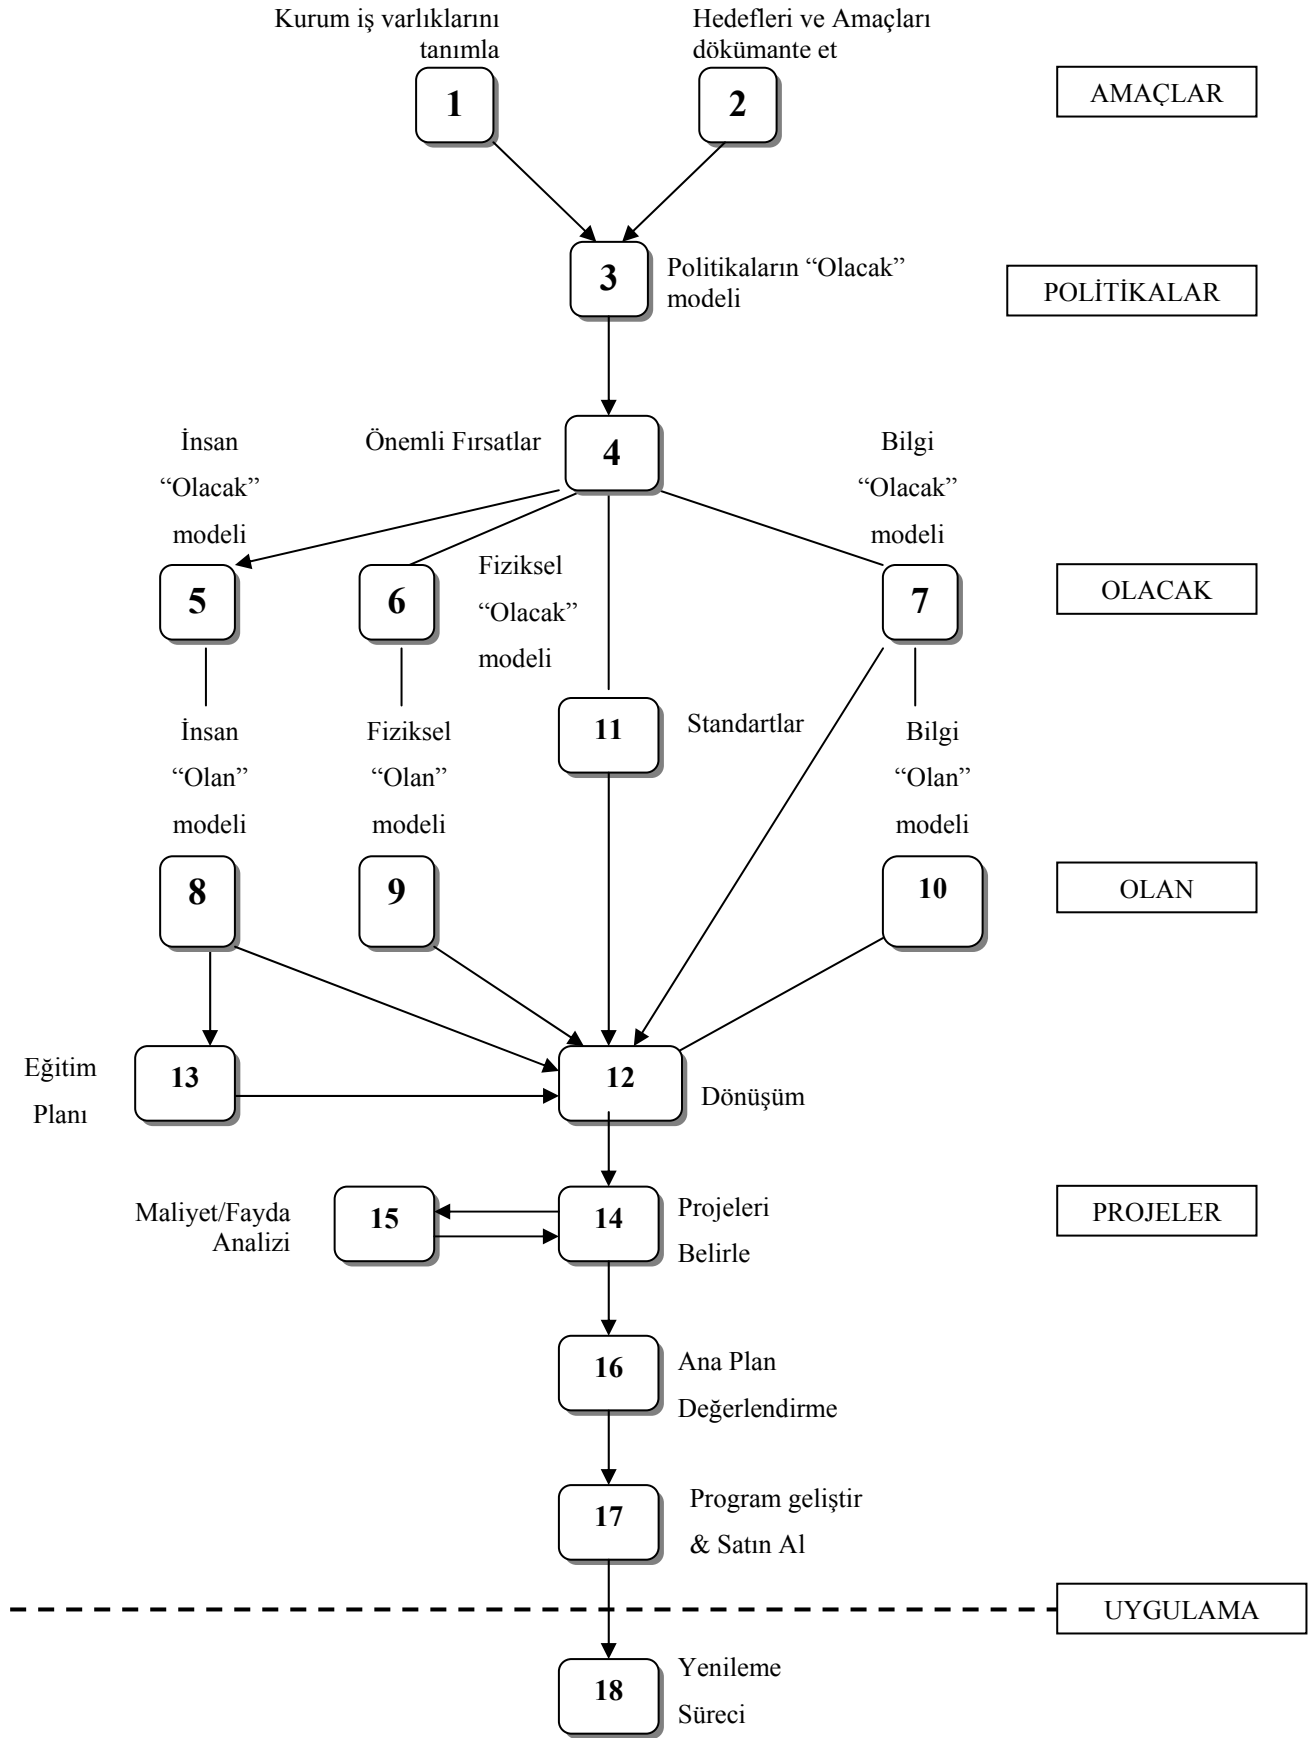 Kurum iş varlıklarını
tanımla
Hedefleri ve Amaçları
dökümante et
1
2
AMAÇLAR
3
Politikaların “Olacak”
modeli
POLİTİKALAR
İnsan
“Olacak”
modeli
Önemli Fırsatlar
4
Bilgi
“Olacak”
modeli
5
6
Fiziksel
“Olacak”
modeli
7
OLACAK
11
Standartlar
İnsan
“Olan”
modeli
Fiziksel
“Olan”
modeli
Bilgi
“Olan”
modeli
8
9
10
OLAN
Eğitim
Planı
13
12
Dönüşüm
Maliyet/Fayda
Analizi
15
14
Projeleri
Belirle
PROJELER
16
Ana Plan
Değerlendirme
17
Program geliştir
& Satın Al
UYGULAMA
18
Yenileme
Süreci